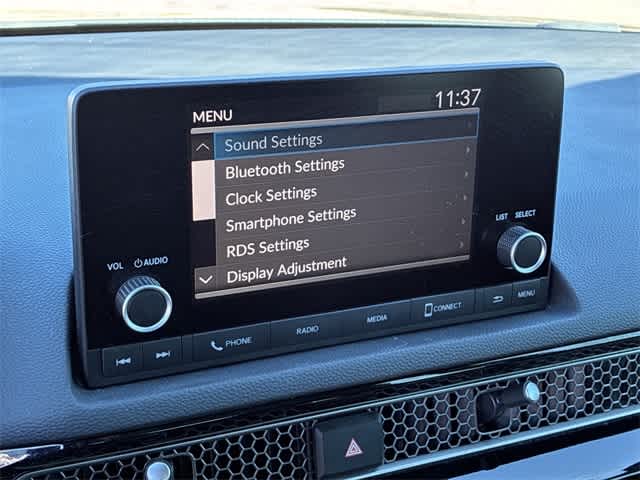 MENU 11:37
Sound Settings
Bluetooth Settings
Clock Settings
Smartphone Settings
RDS Settings
Display Adjustment
VOL AUDIO
LIST SELECT
PHONE RADIO MEDIA CONNECT MENU